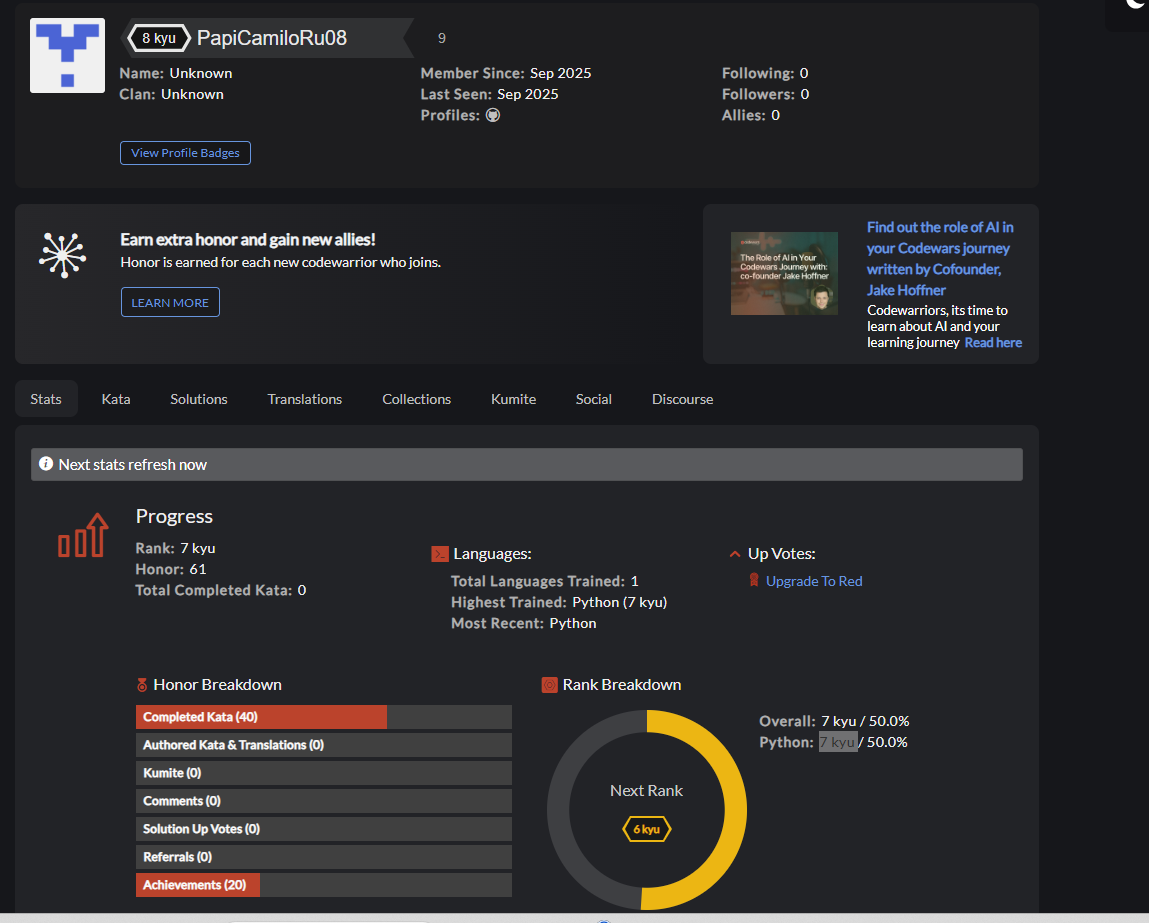 8 kyu PapiCamiloRu08 9
Name: Unknown
Clan: Unknown
Member Since: Sep 2025
Last Seen: Sep 2025
Profiles:
Following: 0
Followers: 0
Allies: 0
View Profile Badges
Earn extra honor and gain new allies!
Honor is earned for each new codewarrior who joins.
LEARN MORE
The Role of AI in Your
Codewars Journey with:
co-founder Jake Hoffner
Find out the role of AI in
your Codewars journey
written by Cofounder,
Jake Hoffner
Codewarriors, its time to
learn about AI and your
learning journey Read here
Stats Kata Solutions Translations Collections Kumite Social Discourse
Next stats refresh now
Progress
Rank: 7 kyu
Honor: 61
Total Completed Kata: 0
Languages:
Total Languages Trained: 1
Highest Trained: Python (7 kyu)
Most Recent: Python
Up Votes:
Upgrade To Red
Honor Breakdown
Completed Kata (40)
Authored Kata & Translations (0)
Kumite (0)
Comments (0)
Solution Up Votes (0)
Referrals (0)
Achievements (20)
Rank Breakdown
Next Rank
6 kyu
Overall: 7 kyu / 50.0%
Python: 7 kyu / 50.0%